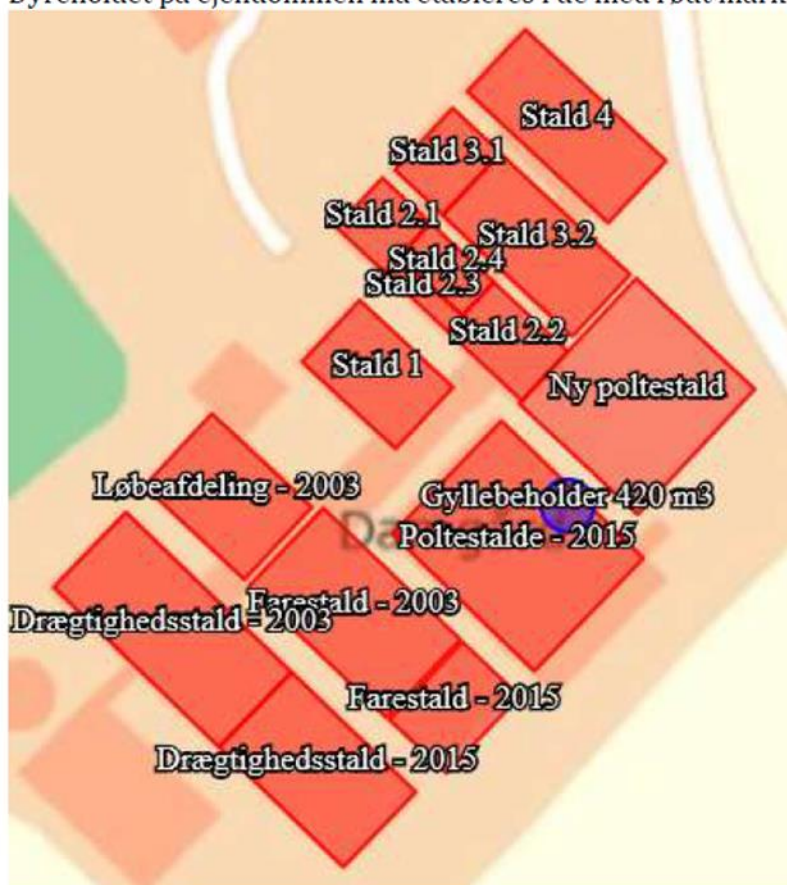 Stald 4
Stald 3.1
Stald 2.1
Stald 3.2
Stald 2.4
Stald 2.3
Stald 2.2
Stald 1
Ny poltestald
Løbeafdeling - 2003
Gyllebeholder 420 m3
Poltestalde - 2015
Farestald - 2003
Drægtighedsstald - 2003
Farestald - 2015
Drægtighedsstald - 2015